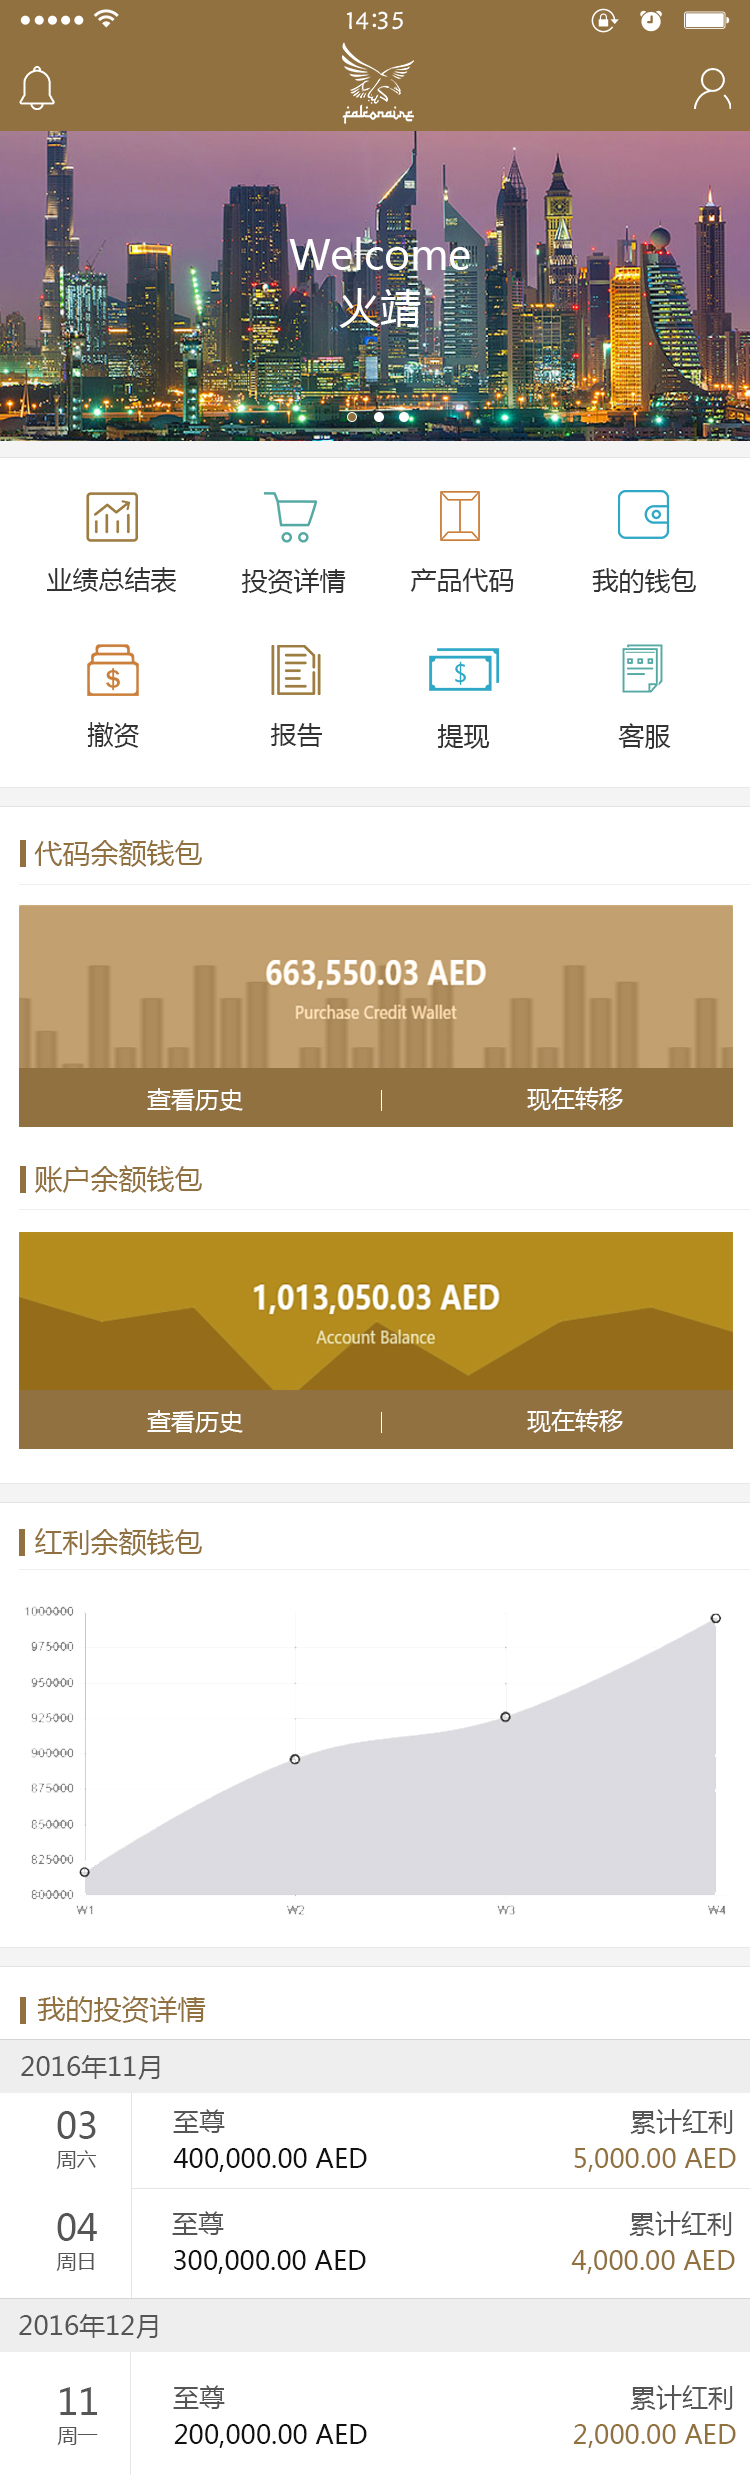 14:35
falconaire
Welcome
火靖
业绩总结表 投资详情 产品代码 我的钱包
撤资 报告 提现 客服
代码余额钱包
663,550.03 AED
Purchase Credit Wallet
查看历史 现在转移
账户余额钱包
1,013,050.03 AED
Account Balance
查看历史 现在转移
红利余额钱包
1000000
975000
950000
925000
900000
875000
850000
825000
800000
W1 W2 W3 W4
我的投资详情
2016年11月
03 至尊 累计红利
周六 400,000.00 AED 5,000.00 AED
04 至尊 累计红利
周日 300,000.00 AED 4,000.00 AED
2016年12月
11 至尊 累计红利
周一 200,000.00 AED 2,000.00 AED